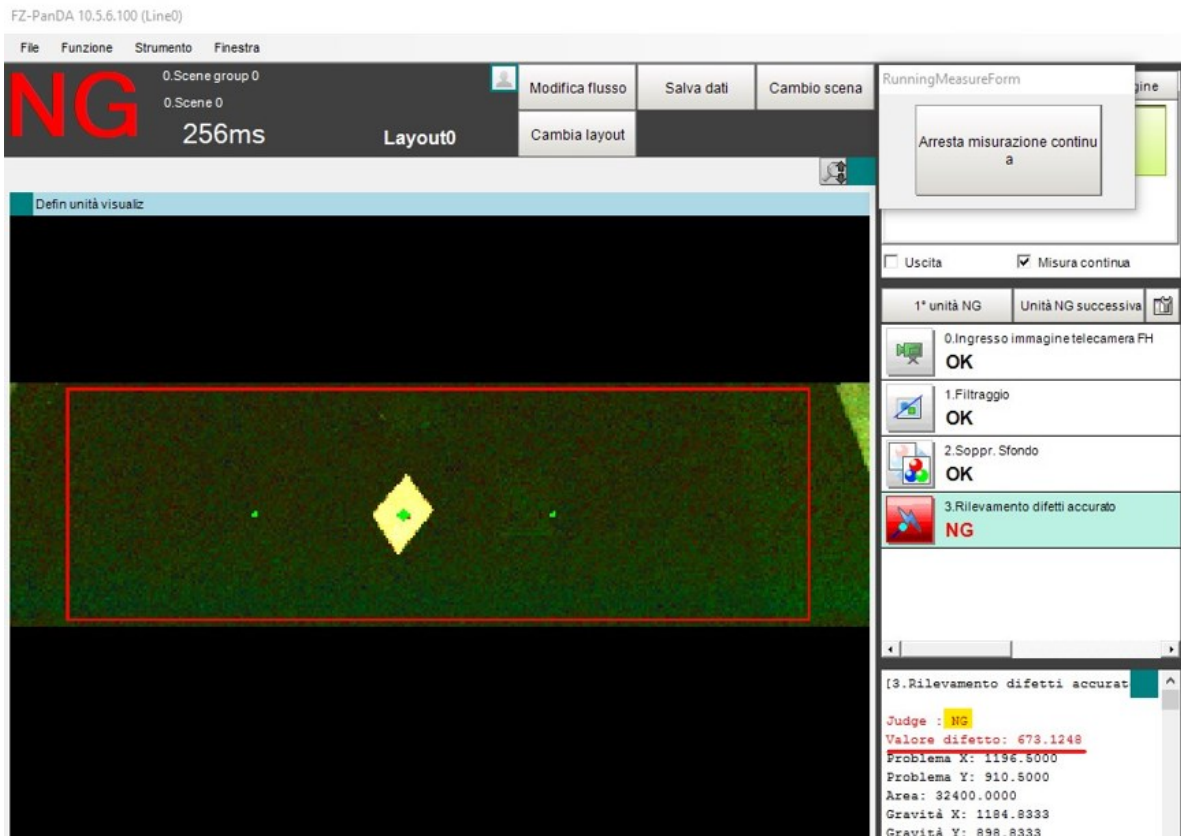 FZ-PanDA 10.5.6.100 (Line0)
File Funzione Strumento Finestra
NG
0.Scene group 0
0.Scene 0
256ms
Layout0
Modifica flusso
Salva dati
Cambio scena
Cambia layout
RunningMeasureForm
Arresta misurazione continu
a
gine
Defin unità visualiz
Uscita
Misura continua
1° unità NG
Unità NG successiva
0.Ingresso immagine telecamera FH
OK
1.Filtraggio
OK
2.Soppr. Sfondo
OK
3.Rilevamento difetti accurato
NG
[3.Rilevamento difetti accurat
Judge : NG
Valore difetto: 673.1248
Problema X: 1196.5000
Problema Y: 910.5000
Area: 32400.0000
Gravità X: 1184.8333
Gravità Y: 898.8333